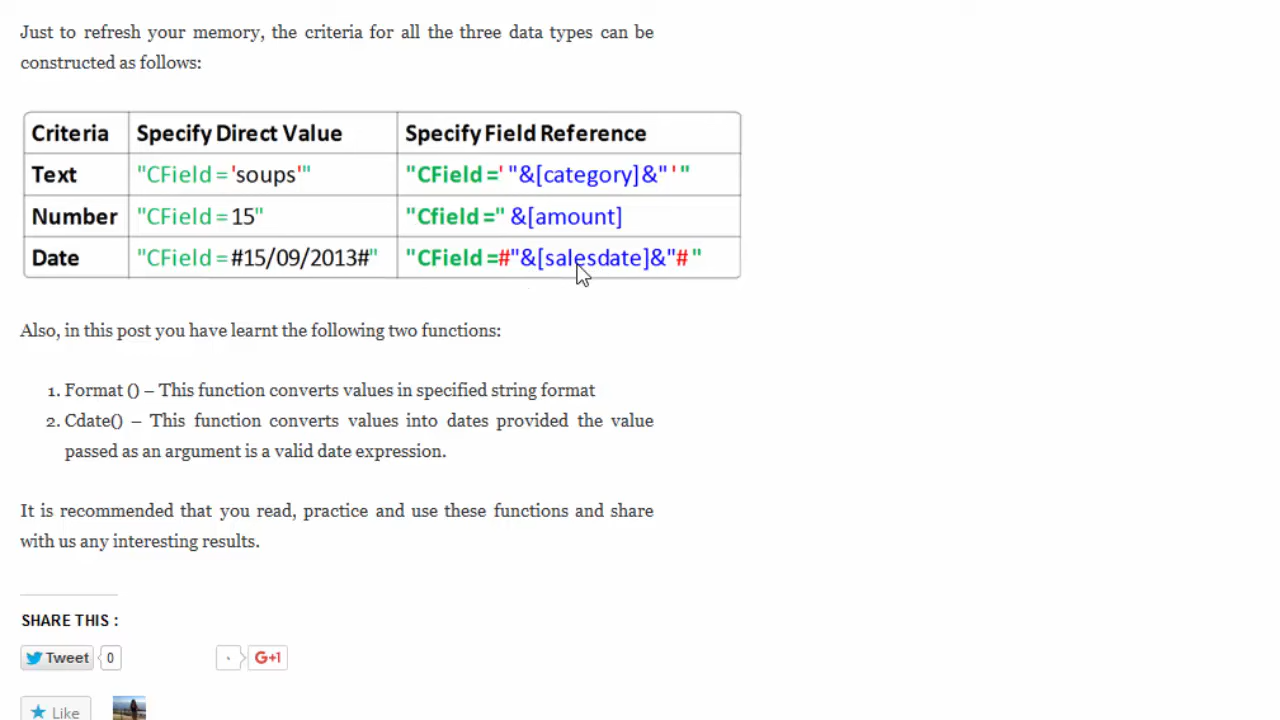 Just to refresh your memory, the criteria for all the three data types can be
constructed as follows:
Criteria Specify Direct Value Specify Field Reference
Text "CField = 'soups'" "CField =' "&[category]&" ' "
Number "CField = 15" "Cfield =" &[amount]
Date "CField = #15/09/2013#" "CField =#"&[salesdate]&"# "
Also, in this post you have learnt the following two functions:
1. Format () – This function converts values in specified string format
2. Cdate() – This function converts values into dates provided the value
passed as an argument is a valid date expression.
It is recommended that you read, practice and use these functions and share
with us any interesting results.
SHARE THIS :
Tweet 0 G+1
Like